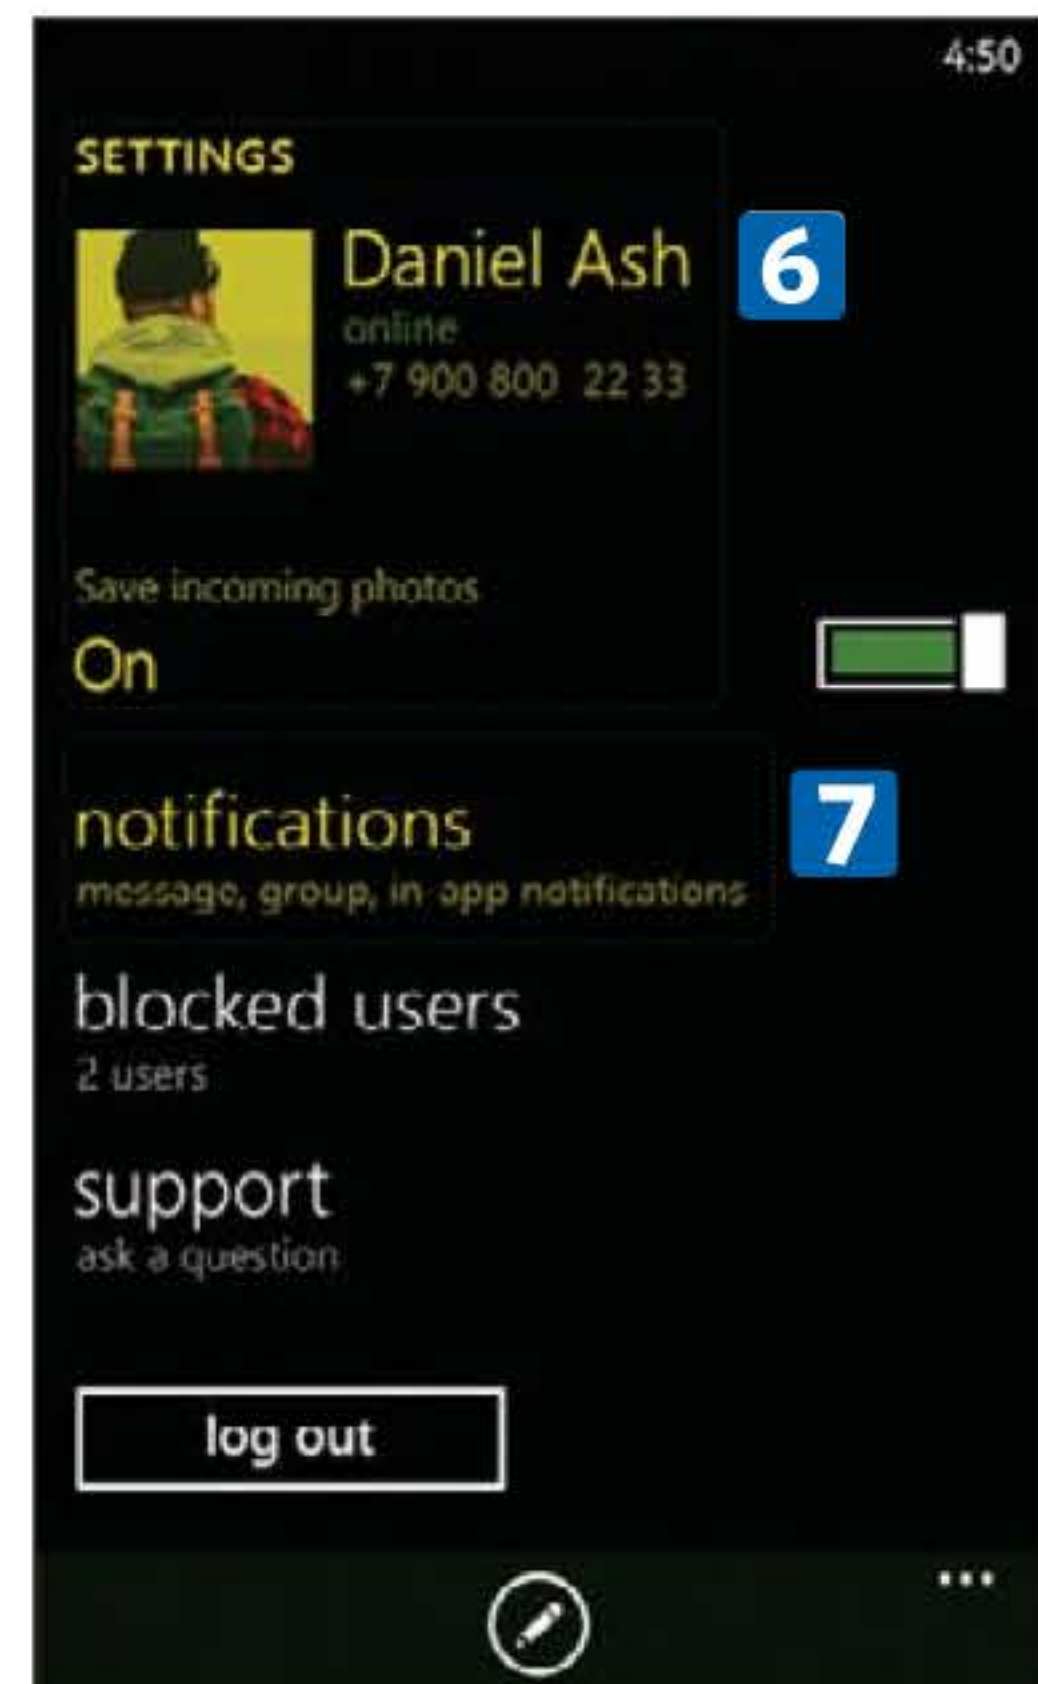 4:50
SETTINGS
Daniel Ash
6
online
+7 900 800 22 33
Save incoming photos
On
notifications
7
message, group, in-app notifications
blocked users
2 users
support
ask a question
log out
...